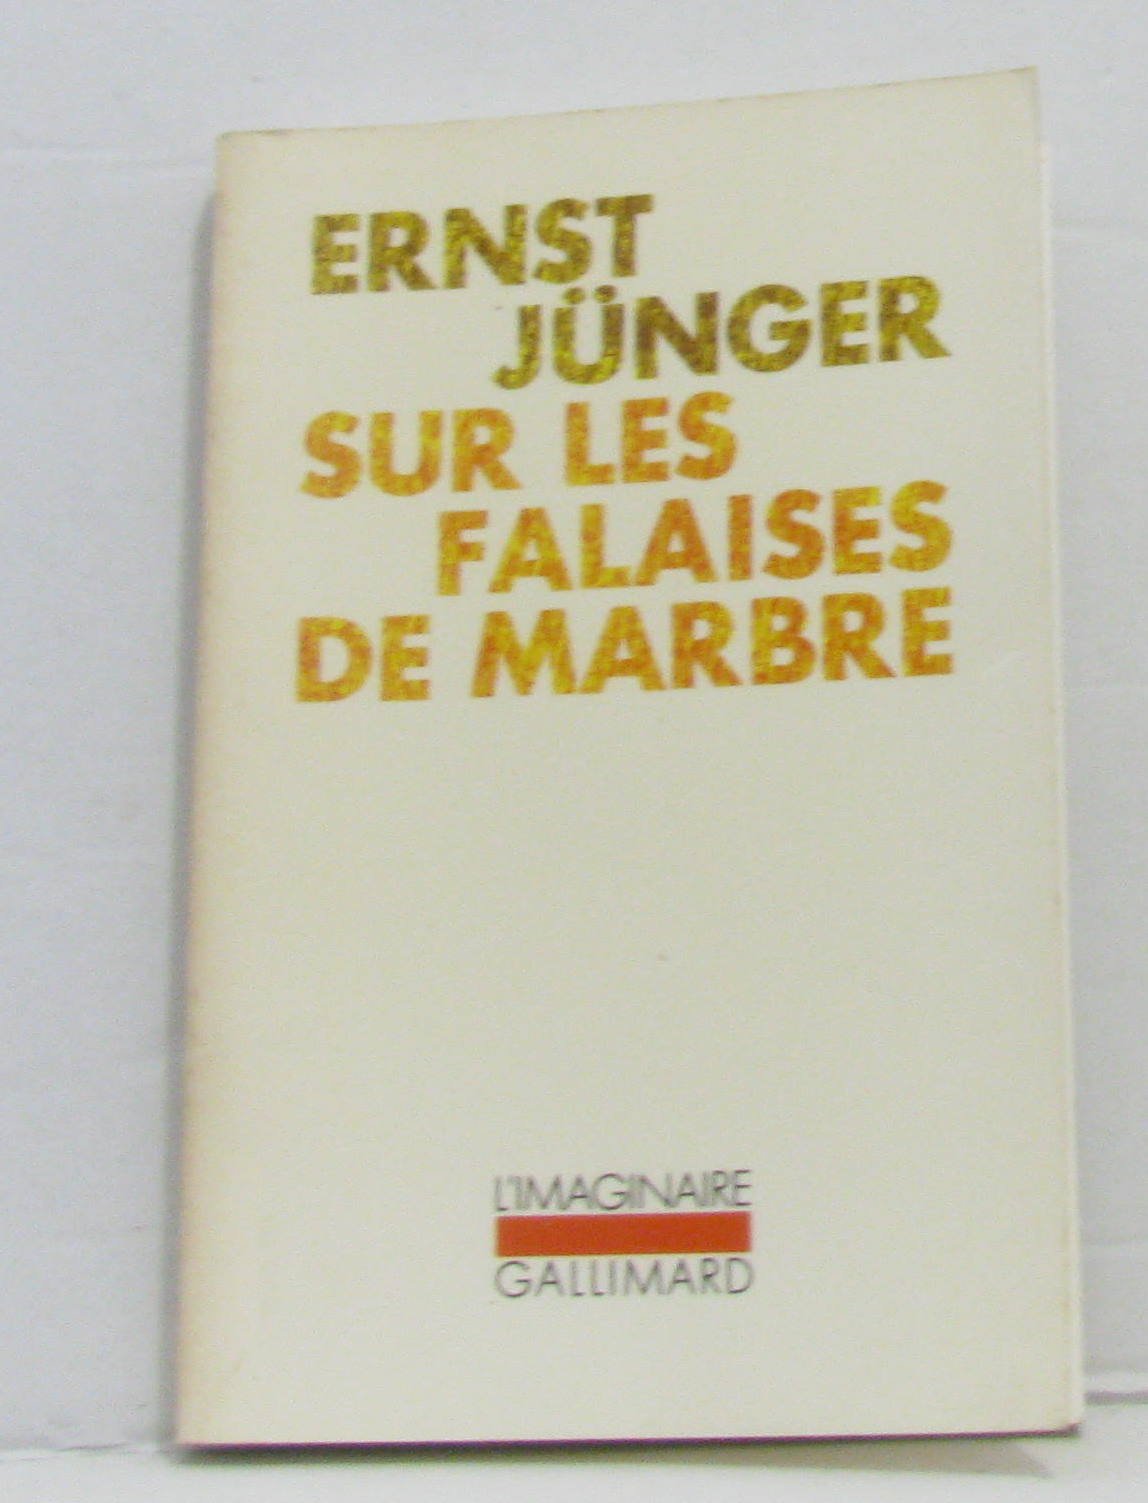 ERNST
JÜNGER
SUR LES
FALAISES
DE MARBRE
L'IMAGINAIRE
GALLIMARD